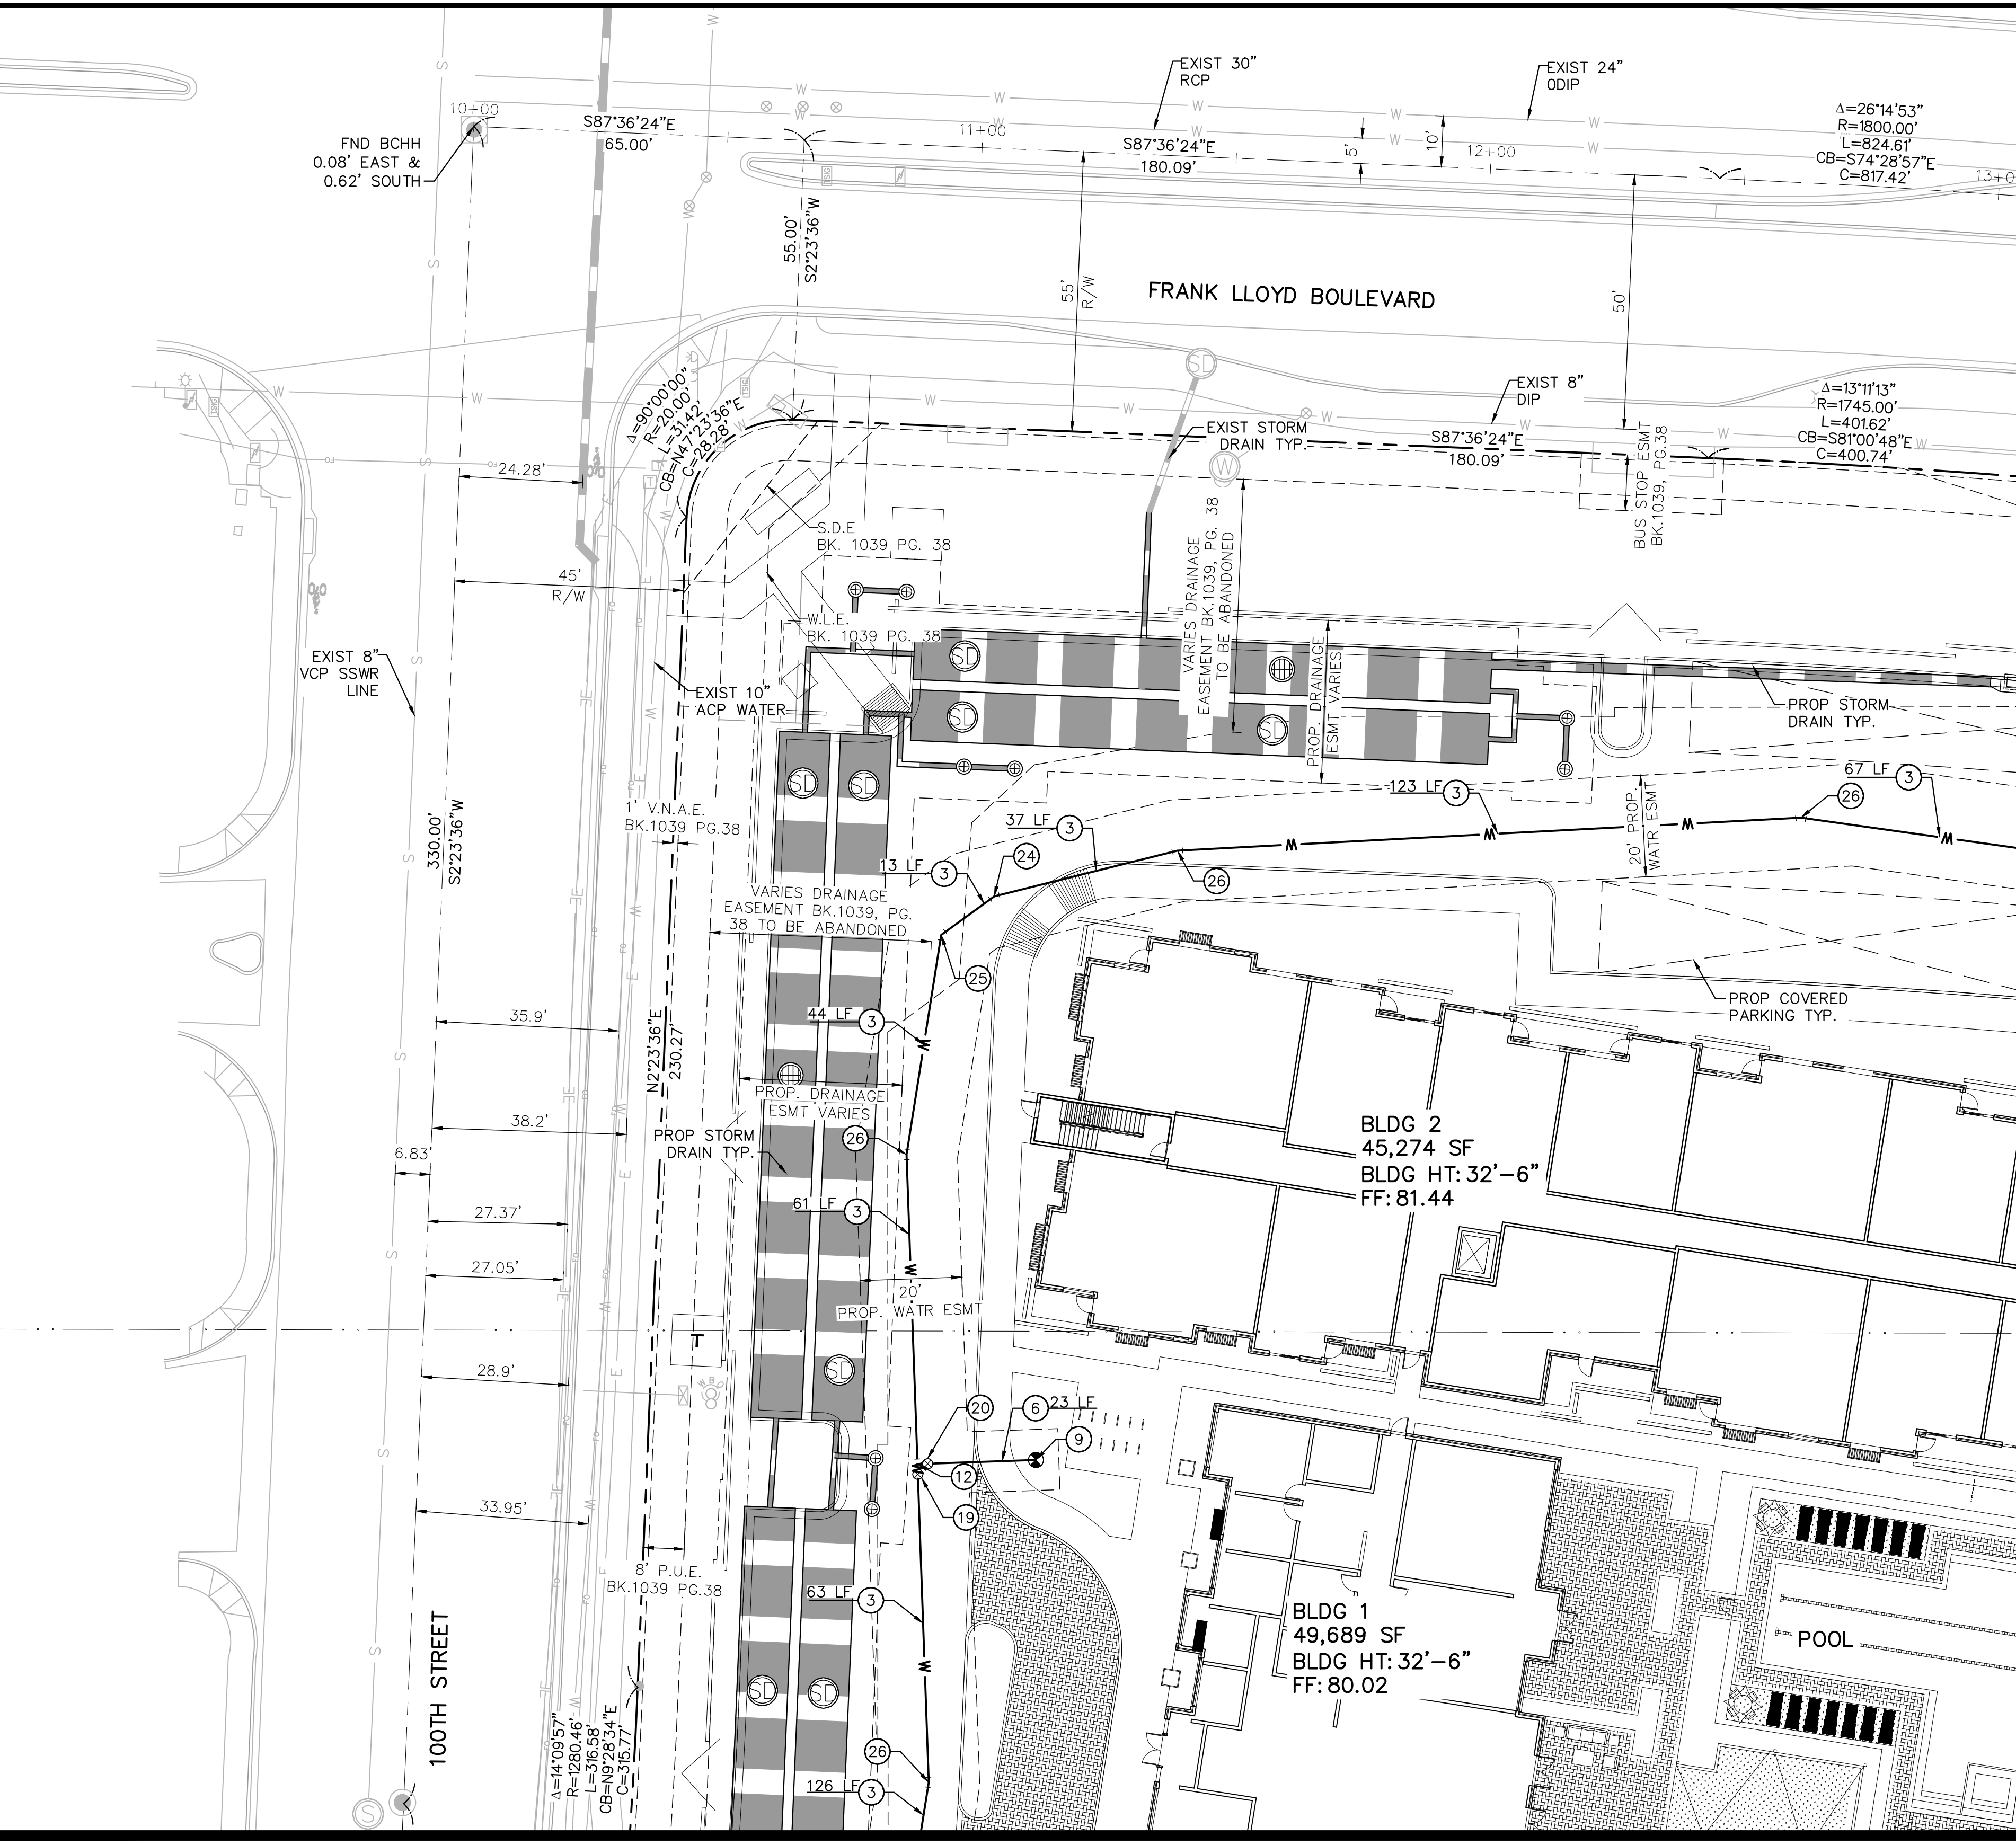 EXIST 30”
RCP
EXIST 24”
ODIP
Δ=26°14'53”
R=1800.00'
L=824.61'
CB=S74°28'57”E
C=817.42'
10+00
S87°36'24”E
65.00'
11+00
S87°36'24”E
180.09'
5'
10'
12+00
13+0
FND BCHH
0.08' EAST &
0.62' SOUTH
TSIG
55.00'
S2°23'36”W
55'
R/W
FRANK LLOYD BOULEVARD
50'
Δ=90°00'00”
R=20.00'
L=31.42'
CB=N47°23'36”E
C=28.28'
TSIG
TSIG
SD
EXIST 8”
DIP
Δ=13°11'13”
R=1745.00'
L=401.62'
CB=S81°00'48”E
C=400.74'
EXIST STORM
DRAIN TYP.
S87°36'24”E
180.09'
W
24.28'
BUS STOP ESMT
BK.1039, PG.38
S.D.E
BK. 1039 PG. 38
VARIES DRAINAGE
EASEMENT BK.1039, PG. 38
TO BE ABANDONED
45'
R/W
W.L.E.
BK. 1039 PG. 38
EXIST 8”
VCP SSWR
LINE
EXIST 10”
ACP WATER
SD
SD
SD
PROP. DRAINAGE
ESMT VARIES
PROP STORM
DRAIN TYP.
SD
SD
123 LF 3
67 LF 3
26
20' PROP.
WATR ESMT
1' V.N.A.E.
BK.1039 PG.38
330.00'
S2°23'36”W
37 LF 3
24
13 LF 3
26
VARIES DRAINAGE
EASEMENT BK.1039, PG.
38 TO BE ABANDONED
25
44 LF 3
35.9'
PROP COVERED
PARKING TYP.
N2°23'36”E
230.27'
PROP. DRAINAGE
ESMT VARIES
38.2'
PROP STORM
DRAIN TYP.
26
BLDG 2
45,274 SF
BLDG HT: 32'-6”
FF: 81.44
6.83'
61 LF 3
27.37'
27.05'
20'
PROP. WATR ESMT
T
28.9'
SD
20
6 23 LF
9
12
19
33.95'
8' P.U.E.
BK.1039 PG.38
63 LF 3
BLDG 1
49,689 SF
BLDG HT: 32'-6”
FF: 80.02
POOL
100TH STREET
SD
SD
Δ=14°09'57”
R=1280.46'
L=316.58'
CB=N9°28'34”E
C=315.77'
26
126 LF 3
S